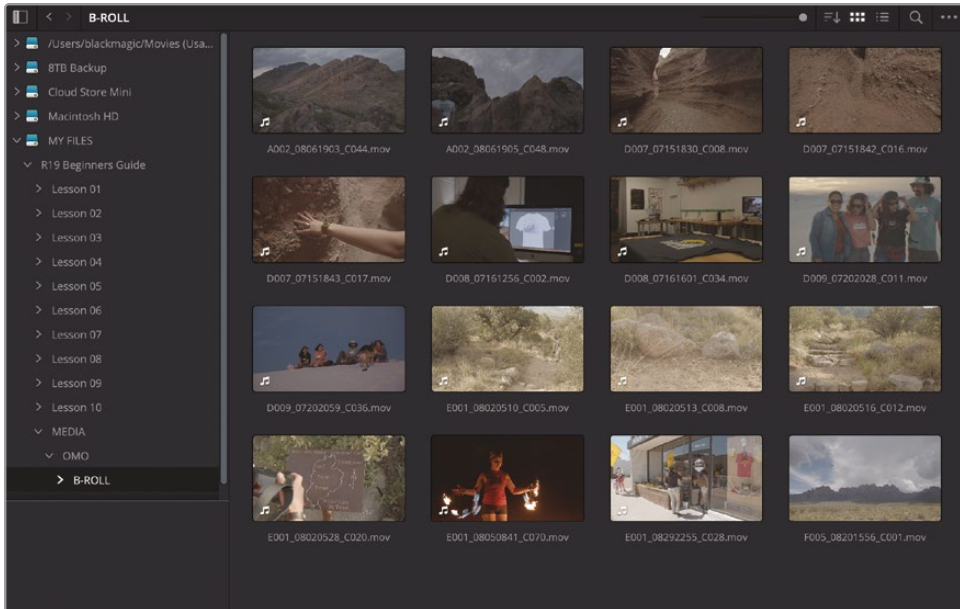 B-ROLL
/Users/blackmagic/Movies (Usa...
8TB Backup
Cloud Store Mini
Macintosh HD
MY FILES
R19 Beginners Guide
Lesson 01
Lesson 02
Lesson 03
Lesson 04
Lesson 05
Lesson 06
Lesson 07
Lesson 08
Lesson 09
Lesson 10
MEDIA
OMO
B-ROLL
A002_08061903_C044.mov
A002_08061905_C048.mov
D007_07151830_C008.mov
D007_07151842_C016.mov
D007_07151843_C017.mov
D008_07161256_C002.mov
D008_07161601_C034.mov
D009_07202028_C011.mov
D009_07202059_C036.mov
E001_08020510_C005.mov
E001_08020513_C008.mov
E001_08020516_C012.mov
E001_08020528_C020.mov
E001_08050841_C070.mov
E001_08292255_C028.mov
F005_08201556_C001.mov